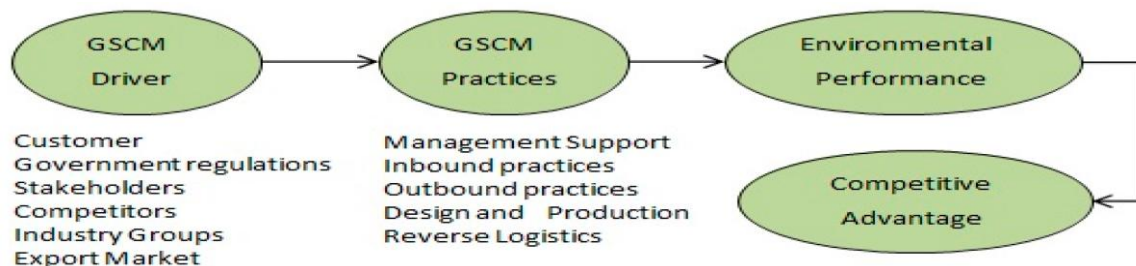 GSCM
Driver
GSCM
Practices
Environmental
Performance
Customer
Government regulations
Stakeholders
Competitors
Industry Groups
Export Market
Management Support
Inbound practices
Outbound practices
Design and Production
Reverse Logistics
Competitive
Advantage